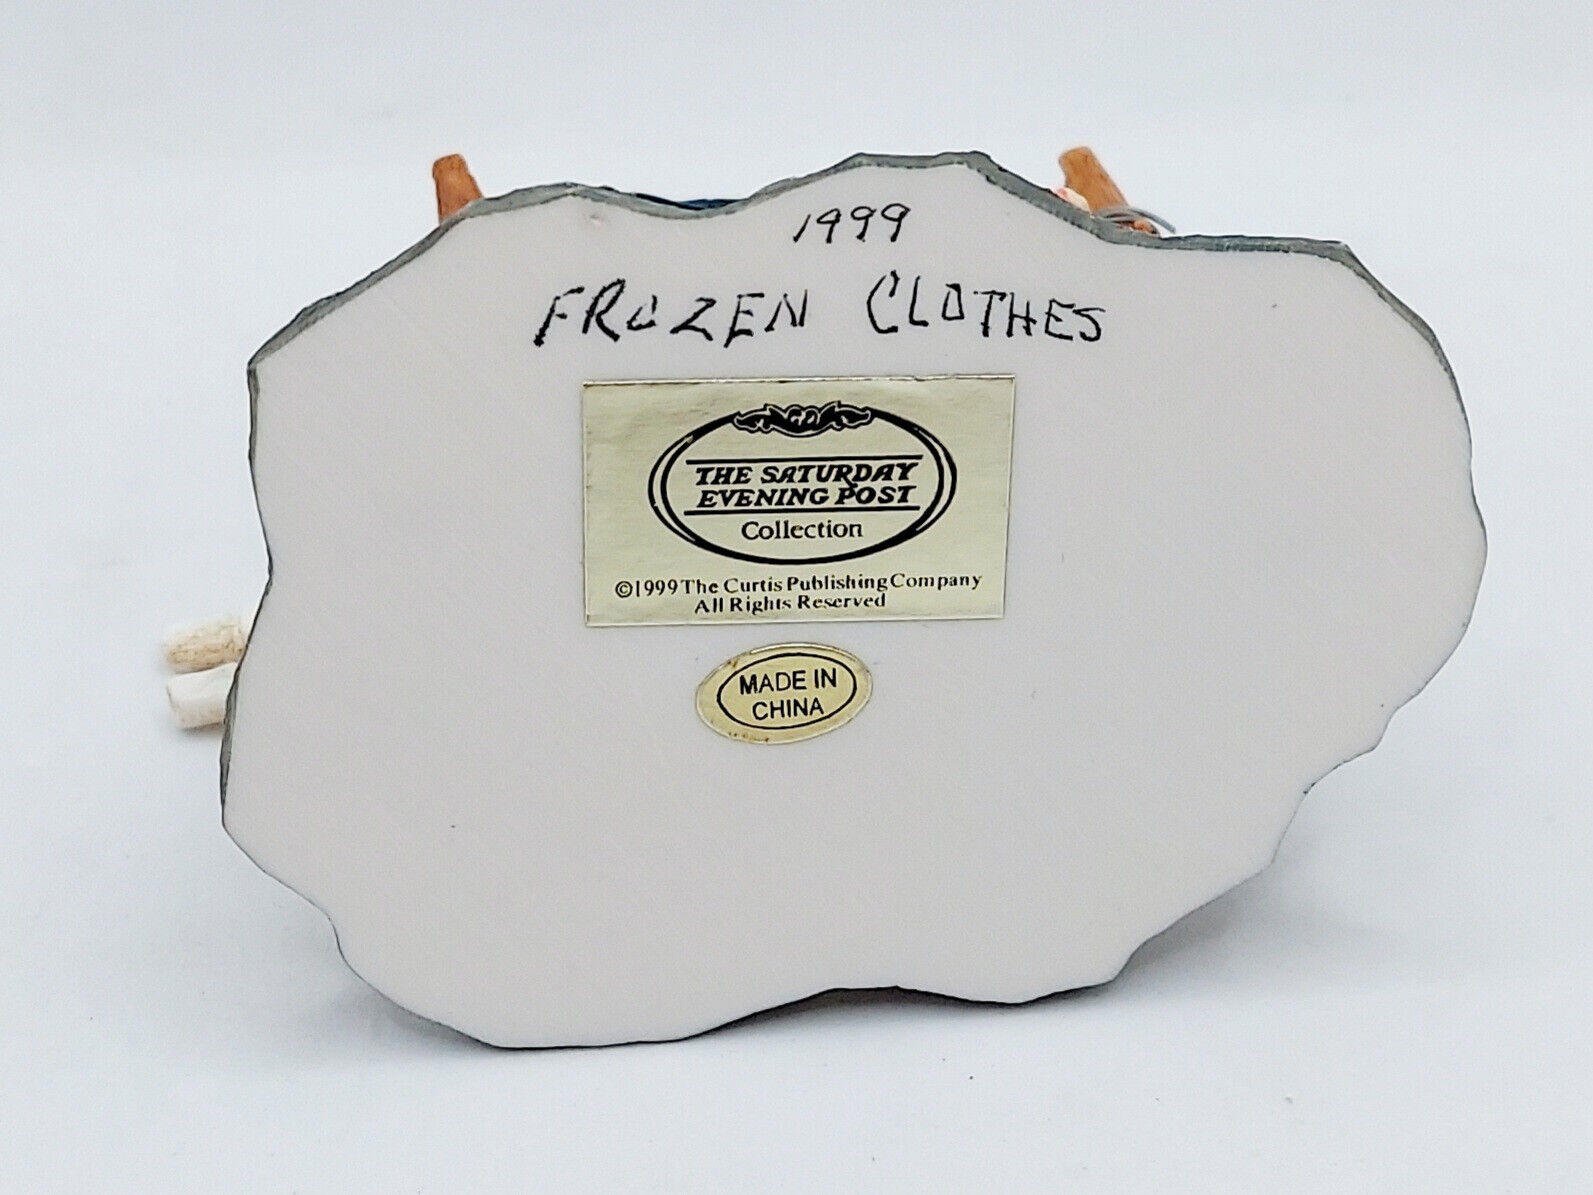 1999
FROZEN CLOTHES
THE SATURDAY
EVENING POST
Collection
©1999 The Curtis Publishing Company
All Rights Reserved
MADE IN
CHINA